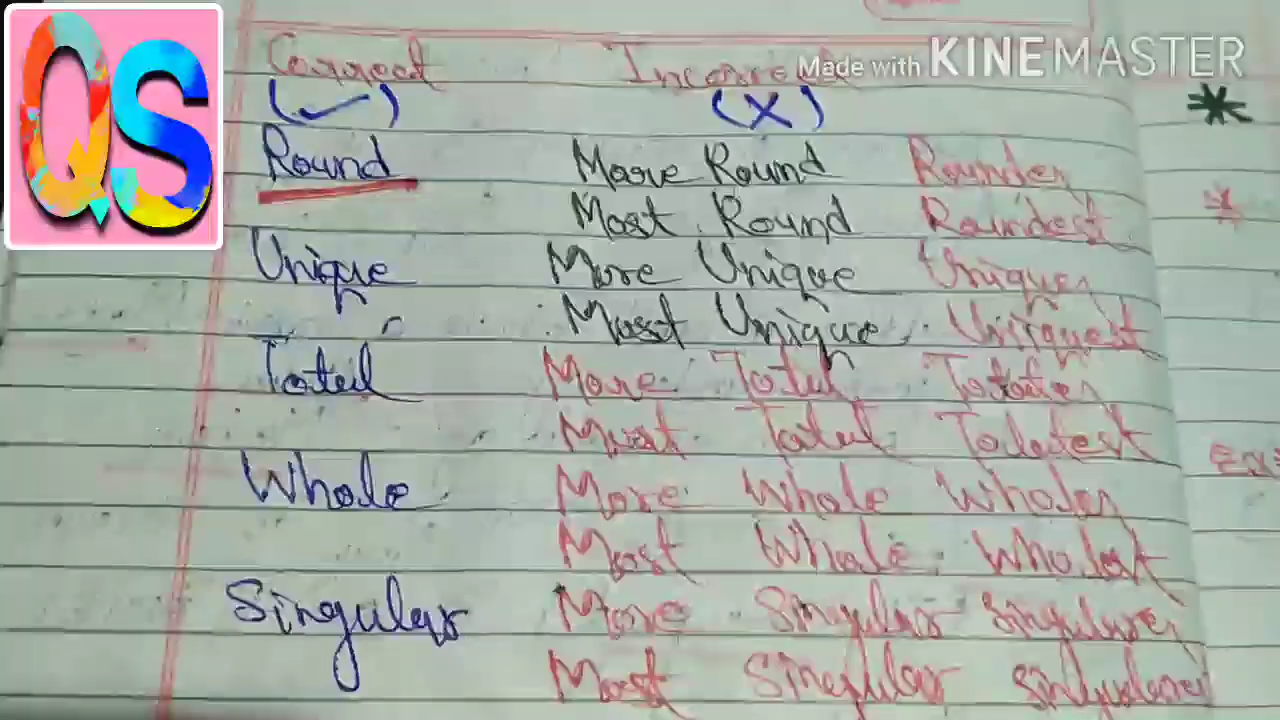 QS
Correct Incorrect
Made with KINEMASTER
(✓) (X)
Round More Round Rounder
Most Round Roundest
Unique More Unique Uniquer
Most Unique Uniquest
Total More Total Totaler
Most Total Totalest
Whole More Whole Wholer
Most Whole Wholest
Singular More Singular Singularer
Most Singular